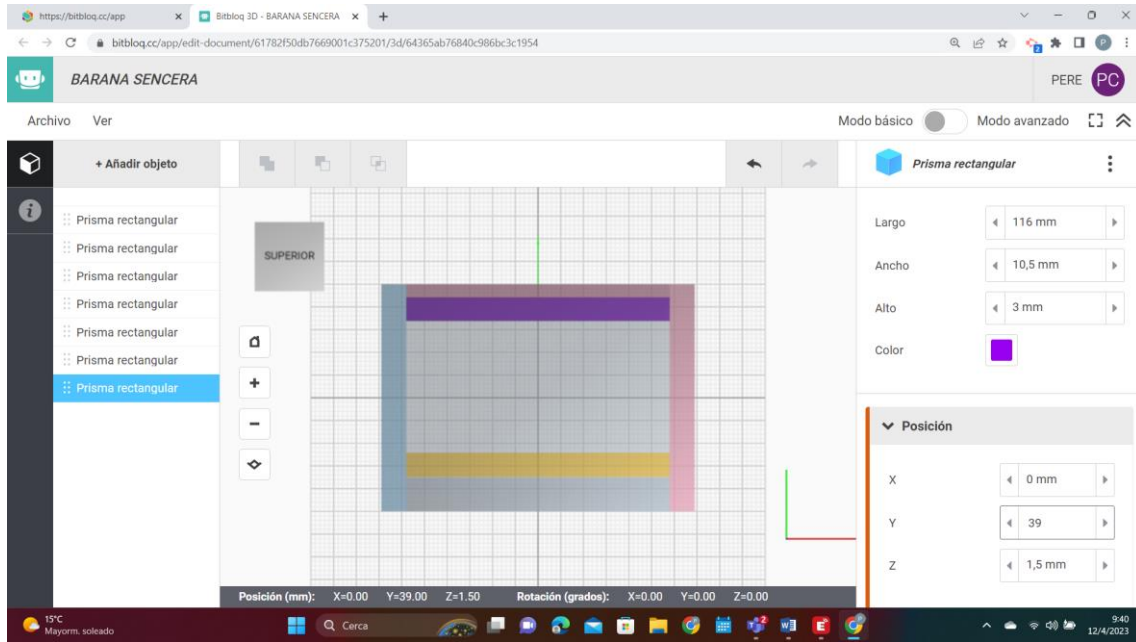 https://bitbloq.cc/app
Bitbloq 3D - BARANA SENCERA
bitbloq.cc/app/edit-document/61782f50db7669001c375201/3d/64365ab76840c986bc3c1954
2
P
BARANA SENCERA
PERE PC
Archivo Ver
Modo básico Modo avanzado
+ Añadir objeto
Prisma rectangular
Prisma rectangular
Prisma rectangular
Prisma rectangular
Prisma rectangular
Prisma rectangular
Prisma rectangular
SUPERIOR
Posición (mm): X=0.00 Y=39.00 Z=1.50 Rotación (grados): X=0.00 Y=0.00 Z=0.00
Prisma rectangular
Largo 116 mm
Ancho 10,5 mm
Alto 3 mm
Color
Posición
X 0 mm
Y 39
Z 1,5 mm
15°C
Mayorm. soleado
Cerca
2
9:40
12/4/2023